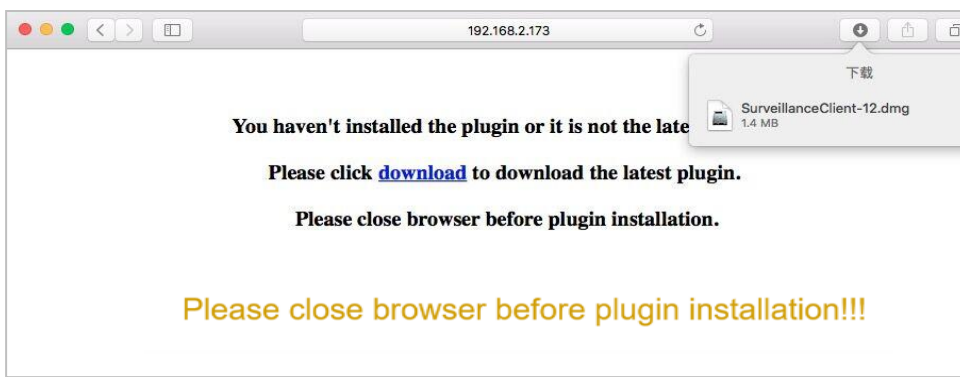 192.168.2.173
下载
SurveillanceClient-12.dmg
1.4 MB
You haven't installed the plugin or it is not the late
Please click download to download the latest plugin.
Please close browser before plugin installation.
Please close browser before plugin installation!!!